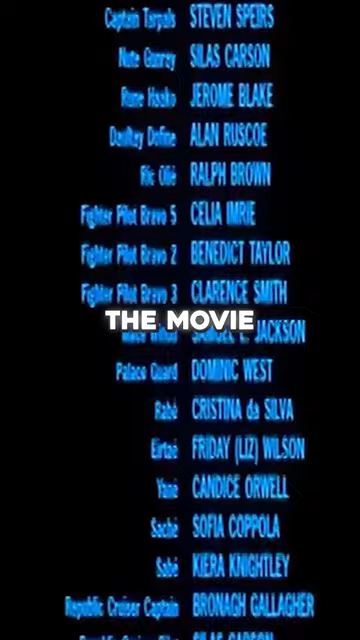 Captain Tarpals STEVEN SPEIRS
Nute Gunray SILAS CARSON
Rune Haako JEROME BLAKE
Daultay Dofine ALAN RUSCOE
Ric Olié RALPH BROWN
Fighter Pilot Bravo 5 CELIA IMRIE
Fighter Pilot Bravo 2 BENEDICT TAYLOR
Fighter Pilot Bravo 3 CLARENCE SMITH
THE MOVIE
SAMUEL L. JACKSON
Palace Guard DOMINIC WEST
Rabé CRISTINA da SILVA
Eirtaé FRIDAY (LIZ) WILSON
Yané CANDICE ORWELL
Saché SOFIA COPPOLA
Sabé KIERA KNIGHTLEY
Republic Cruiser Captain BRONAGH GALLAGHER
SILAS CARSON